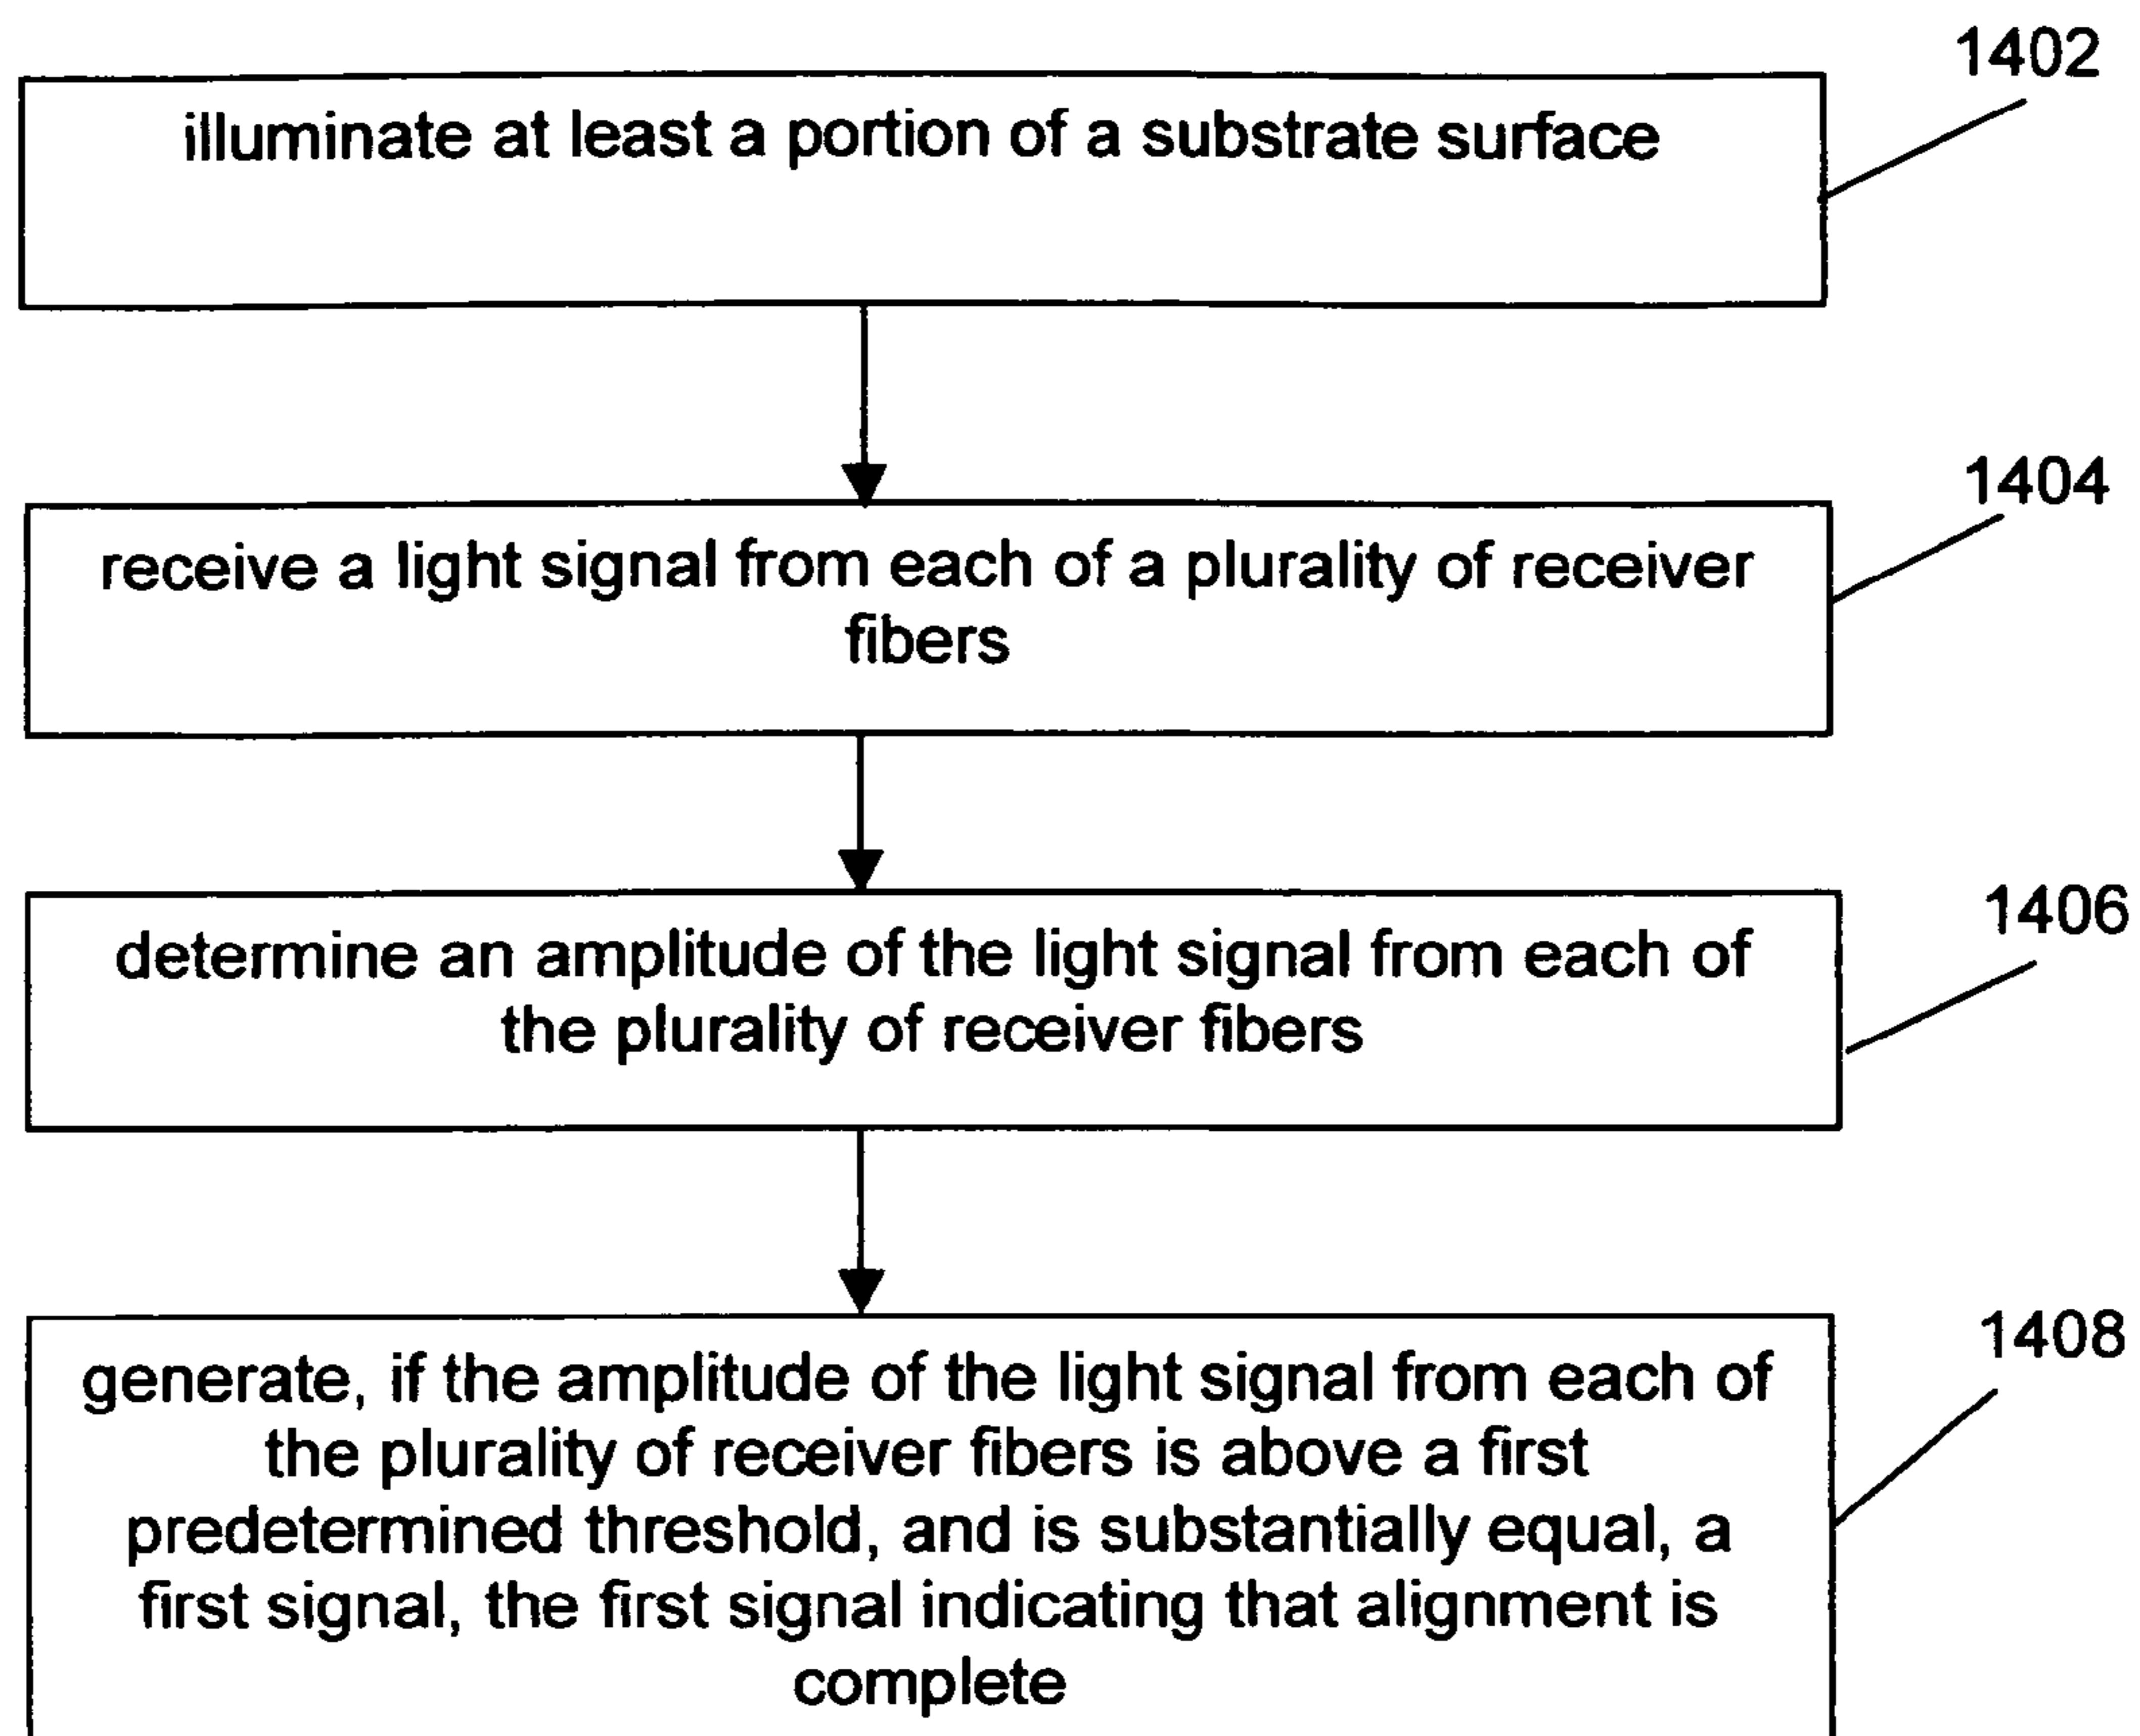 1402
illuminate at least a portion of a substrate surface
1404
receive a light signal from each of a plurality of receiver
fibers
1406
determine an amplitude of the light signal from each of
the plurality of receiver fibers
1408
generate, if the amplitude of the light signal from each of
the plurality of receiver fibers is above a first
predetermined threshold, and is substantially equal, a
first signal, the first signal indicating that alignment is
complete